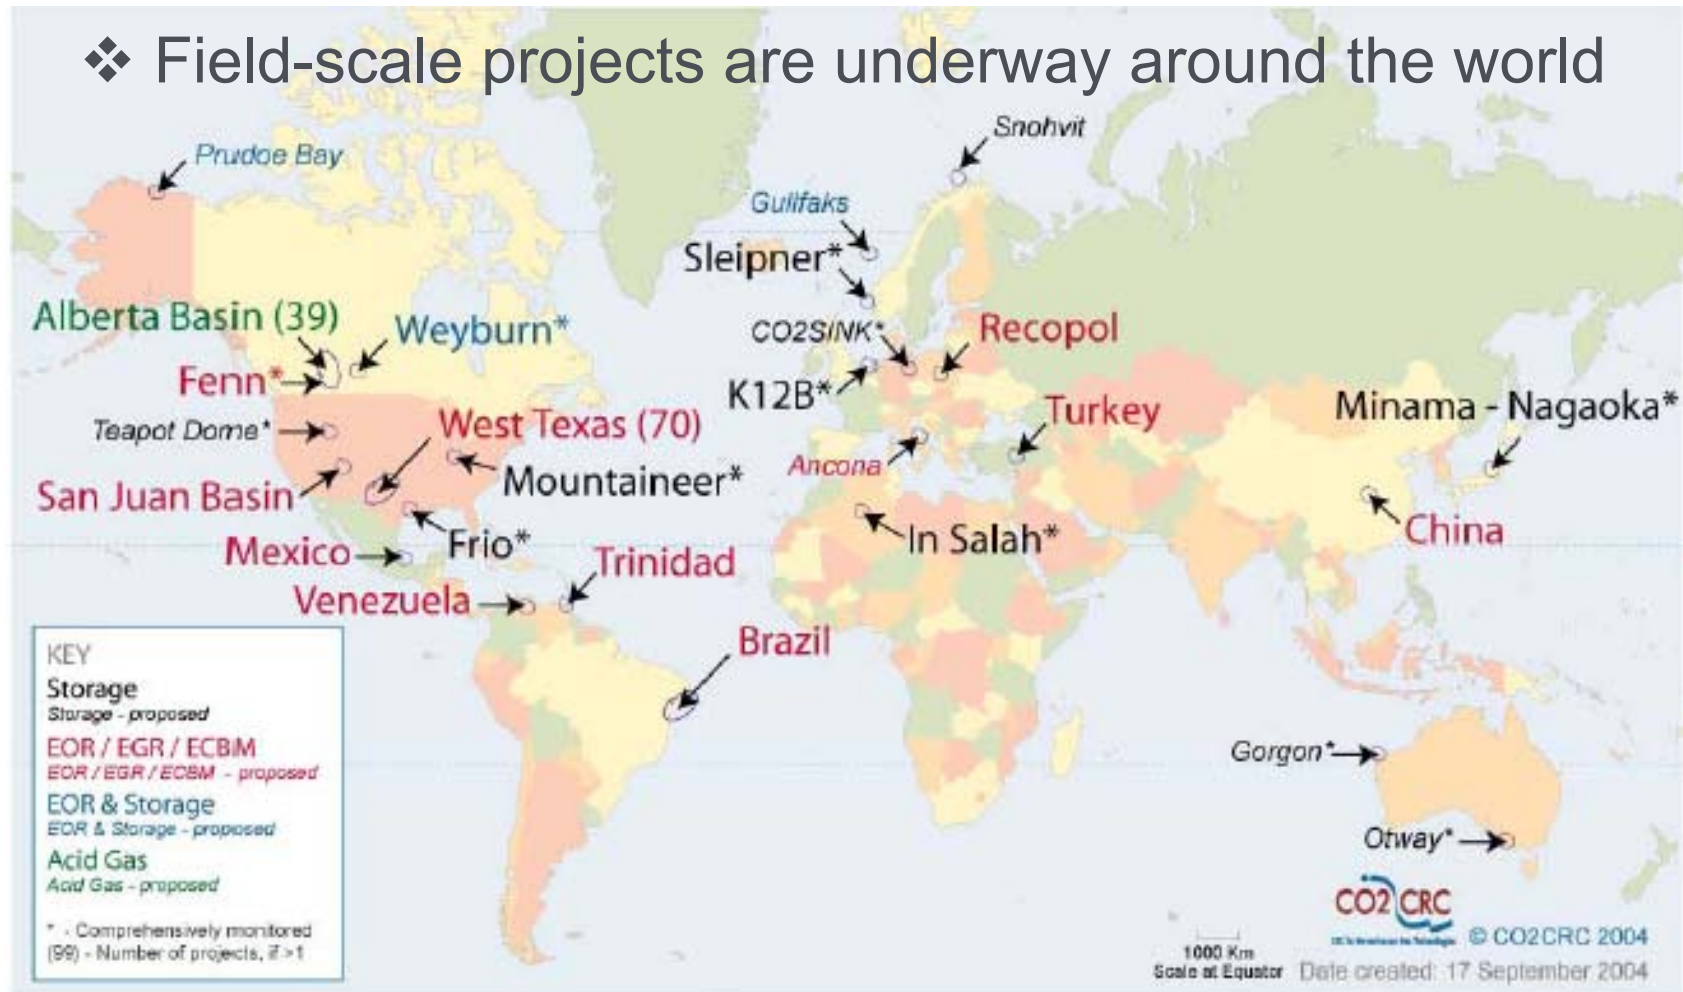 ❖ Field-scale projects are underway around the world
Snohvit
Prudoe Bay
Gullfaks
Sleipner*
Alberta Basin (39)
Weyburn*
CO2SINK*
Recopol
Fenn*
K12B*
Teapot Dome*
West Texas (70)
Turkey
Minama - Nagaoka*
Ancona
San Juan Basin
Mountaineer*
China
Mexico
Frio*
In Salah*
Trinidad
Venezuela
Brazil
KEY
Storage
Storage - proposed
EOR / EGR / ECBM
EOR / EGR / ECBM - proposed
EOR & Storage
EOR & Storage - proposed
Acid Gas
Acid Gas - proposed
* - Comprehensively monitored
(99) - Number of projects, if >1
Gorgon*
Otway*
CO2 CRC
© CO2CRC 2004
1000 Km
Scale at Equator
Date created: 17 September 2004